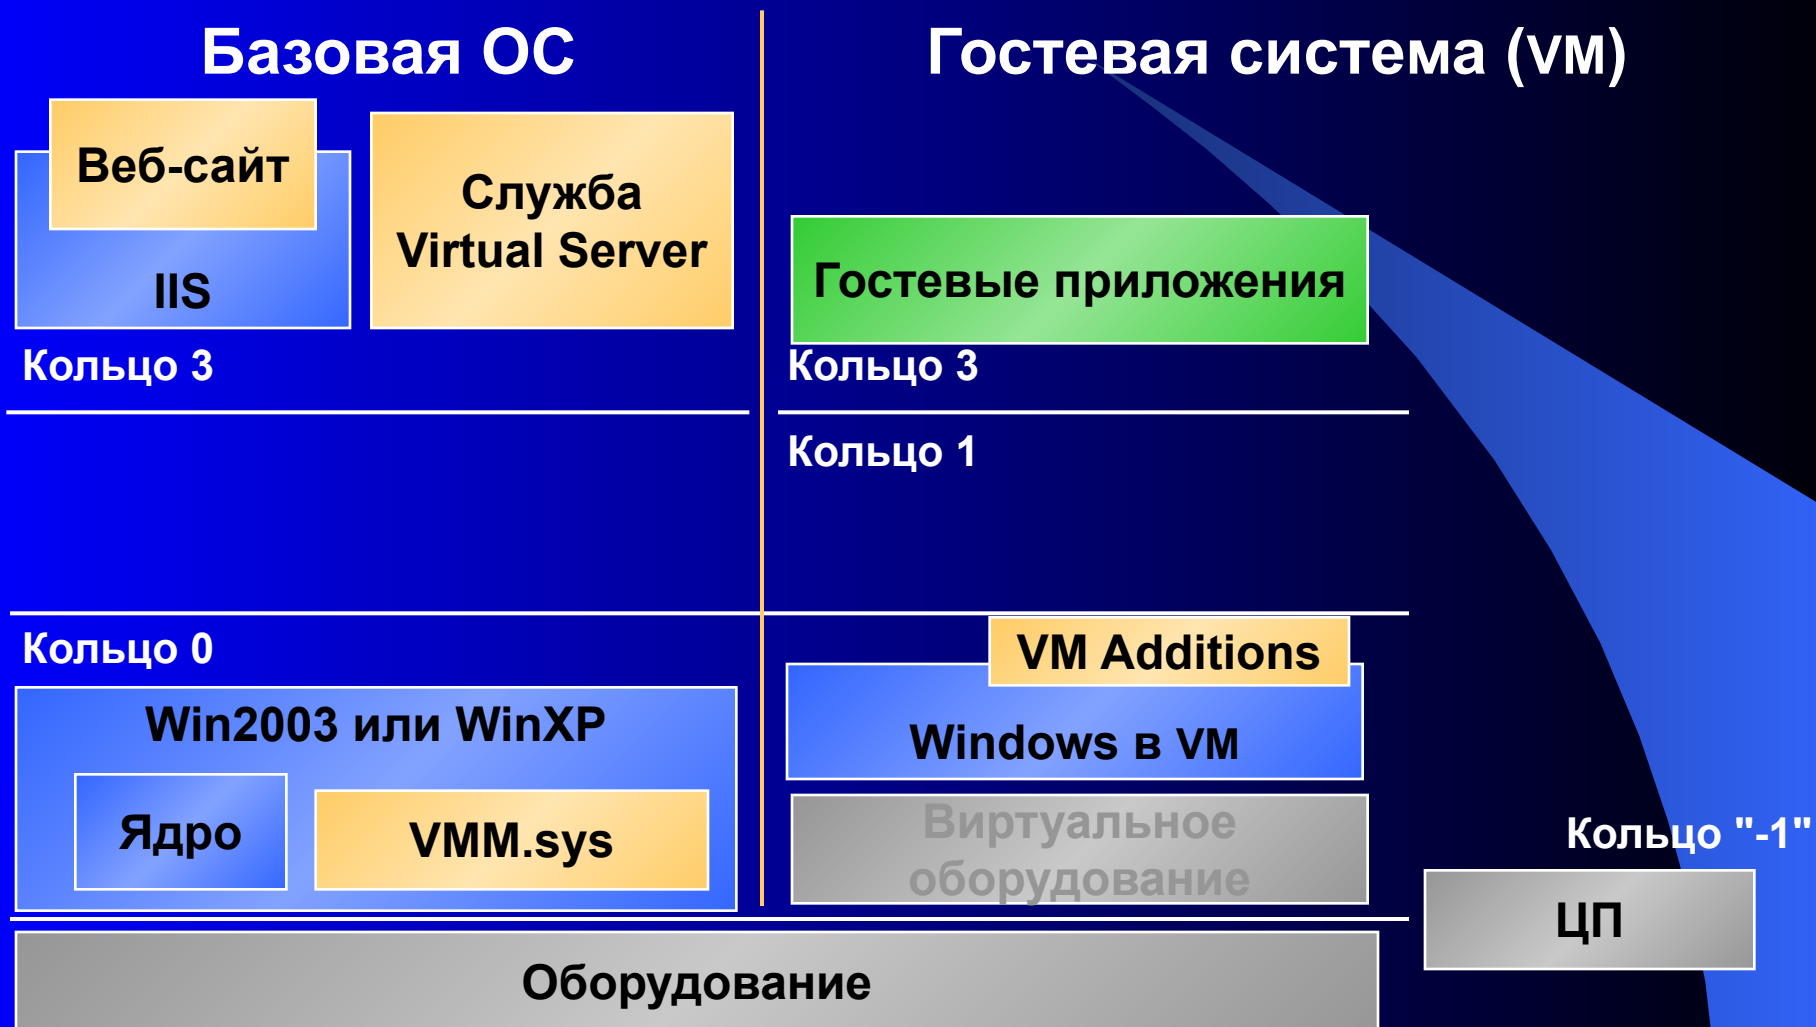 Базовая ОС
Гостевая система (VM)
Веб-сайт
IIS
Служба
Virtual Server
Гостевые приложения
Кольцо 3
Кольцо 3
Кольцо 1
Кольцо 0
VM Additions
Win2003 или WinXP
Windows в VM
Ядро
VMM.sys
Виртуальное
оборудование
Кольцо "-1"
ЦП
Оборудование